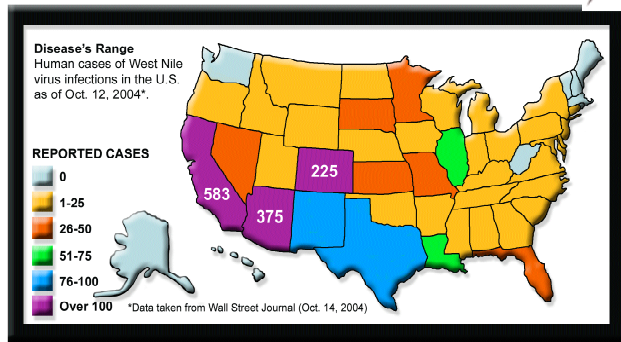 Disease's Range
Human cases of West Nile
virus infections in the U.S.
as of Oct. 12, 2004*.
REPORTED CASES
0
1-25
26-50
51-75
76-100
Over 100
225
583
375
*Data taken from Wall Street Journal (Oct. 14, 2004)